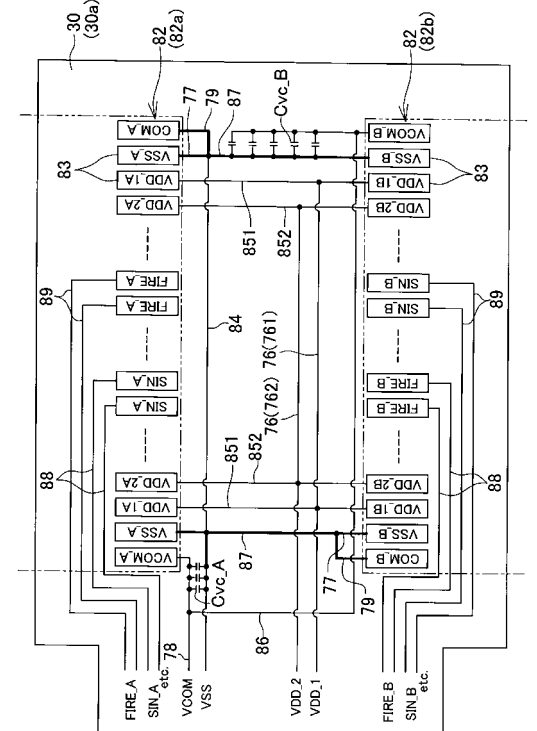 30
(30a)
82
(82a)
82
(82b)
77
79
87
Cvc_B
83
COM_A
VSS_A
VDD_1A
VDD_2A
VCOM_B
VSS_B
VDD_1B
VDD_2B
83
851
852
89
FIRE_A
FIRE_A
84
76(761)
76(762)
SIN_B
SIN_B
89
88
SIN_A
SIN_A
FIRE_B
FIRE_B
88
851
852
VDD_2A
VDD_1A
VSS_A
VCOM_A
VDD_2B
VDD_1B
VSS_B
COM_B
87
Cvc_A
77
79
86
78
FIRE_A
SIN_A
etc.
VCOM
VSS
VDD_2
VDD_1
FIRE_B
SIN_B
etc.